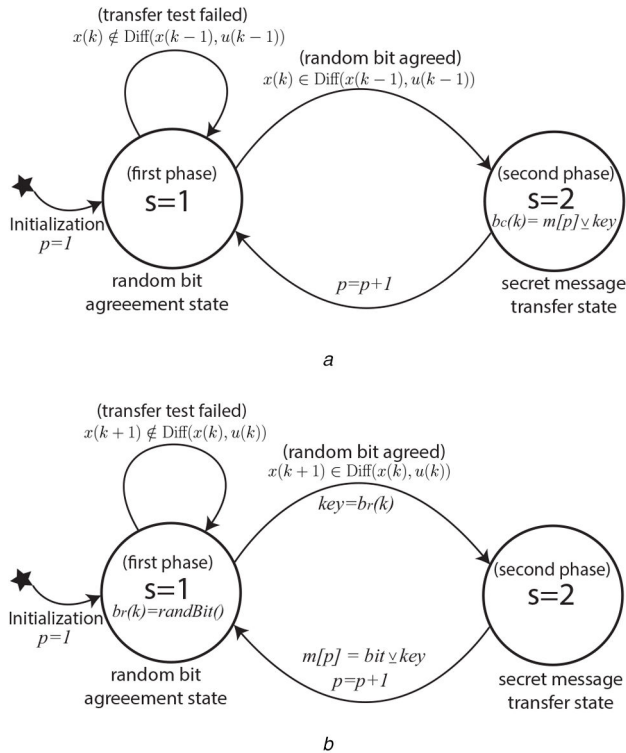 (transfer test failed)
x(k) ∉ Diff(x(k−1), u(k−1))
(random bit agreed)
x(k) ∈ Diff(x(k−1), u(k−1))
(first phase)
s=1
(second phase)
s=2
bc(k)= m[p]⊻key
Initialization
p=1
random bit
agreeement state
p=p+1
secret message
transfer state
a
(transfer test failed)
x(k+1) ∉ Diff(x(k), u(k))
(random bit agreed)
x(k+1) ∈ Diff(x(k), u(k))
key=br(k)
(first phase)
s=1
br(k)=randBit()
(second phase)
s=2
Initialization
p=1
random bit
agreeement state
m[p] = bit⊻key
p=p+1
secret message
transfer state
b